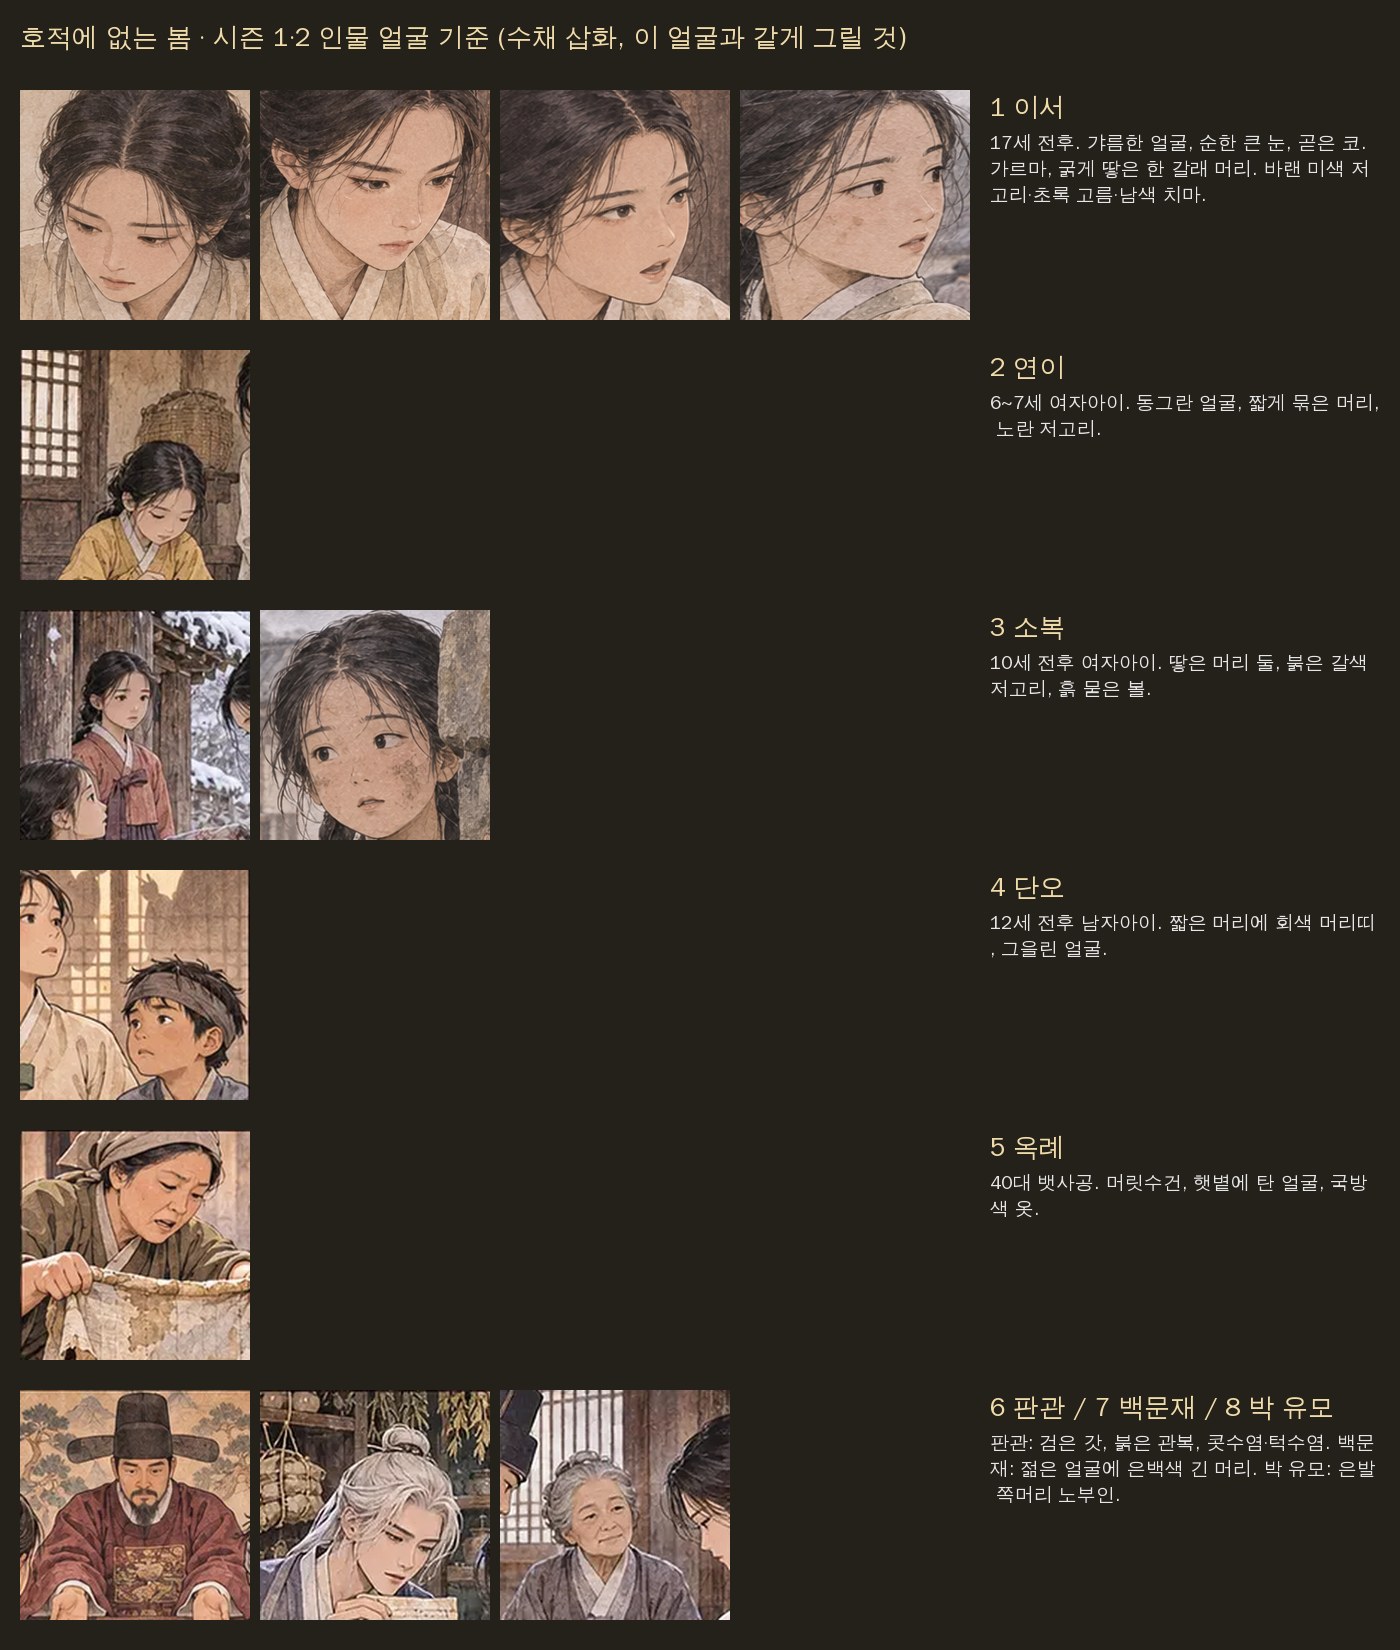 호적에 없는 봄 · 시즌 1·2 인물 얼굴 기준 (수채 삽화, 이 얼굴과 같게 그릴 것)
1 이서
17세 전후. 갸름한 얼굴, 순한 큰 눈, 곧은 코.
가르마, 굵게 땋은 한 갈래 머리. 바랜 미색 저
고리·초록 고름·남색 치마.
2 연이
6~7세 여자아이. 동그란 얼굴, 짧게 묶은 머리,
노란 저고리.
3 소복
10세 전후 여자아이. 땋은 머리 둘, 붉은 갈색
저고리, 흙 묻은 볼.
4 단오
12세 전후 남자아이. 짧은 머리에 회색 머리띠
, 그을린 얼굴.
5 옥례
40대 뱃사공. 머릿수건, 햇볕에 탄 얼굴, 국방
색 옷.
6 판관 / 7 백문재 / 8 박 유모
판관: 검은 갓, 붉은 관복, 콧수염·턱수염. 백문
재: 젊은 얼굴에 은백색 긴 머리. 박 유모: 은발
쪽머리 노부인.